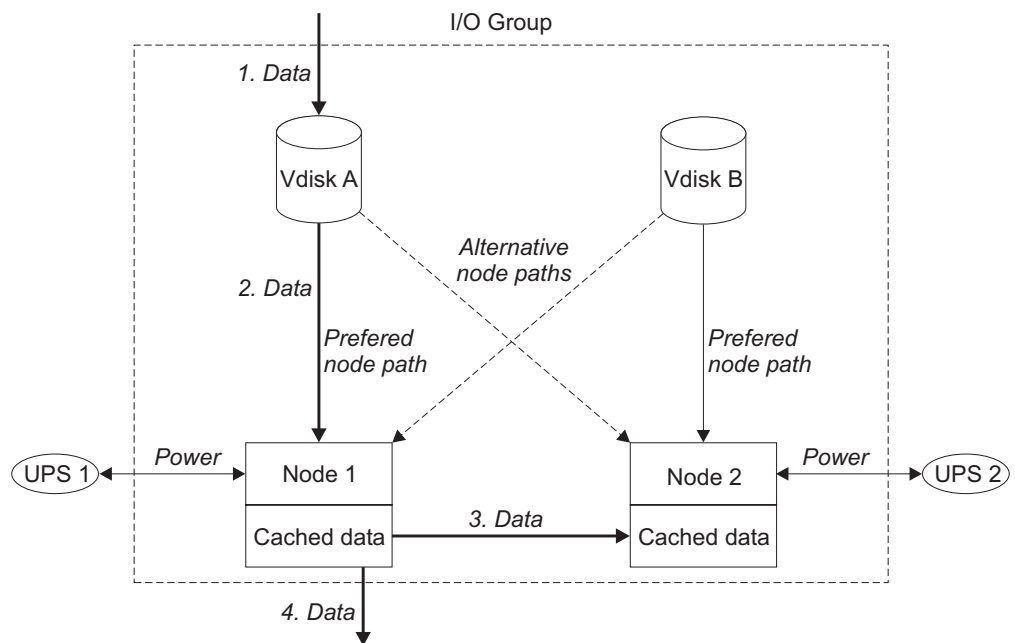 I/O Group
1. Data
Vdisk A
Vdisk B
Alternative
node paths
2. Data
Prefered
node path
Prefered
node path
UPS 1
Power
Node 1
Node 2
Power
UPS 2
Cached data
3. Data
Cached data
4. Data